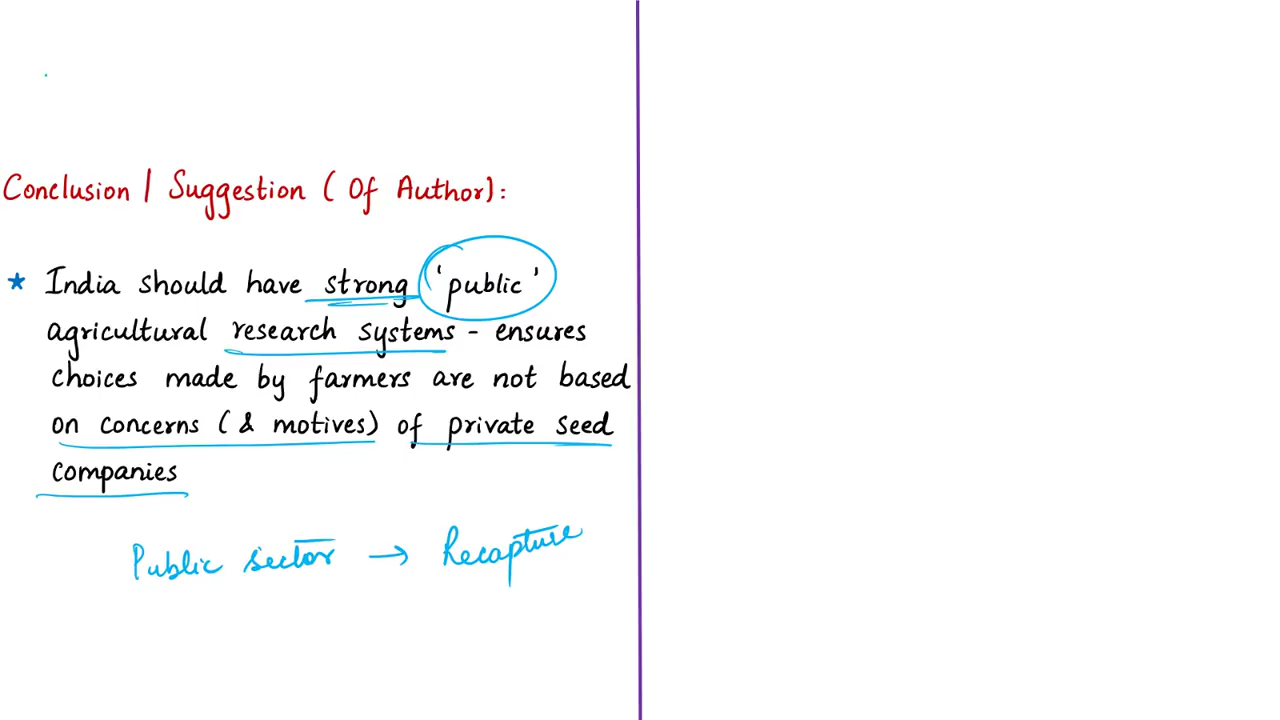 Conclusion | Suggestion ( Of Author) :
★ India should have strong 'public'
agricultural research systems - ensures
choices made by farmers are not based
on concerns ( & motives) of private seed
companies
Public sector → Recapture